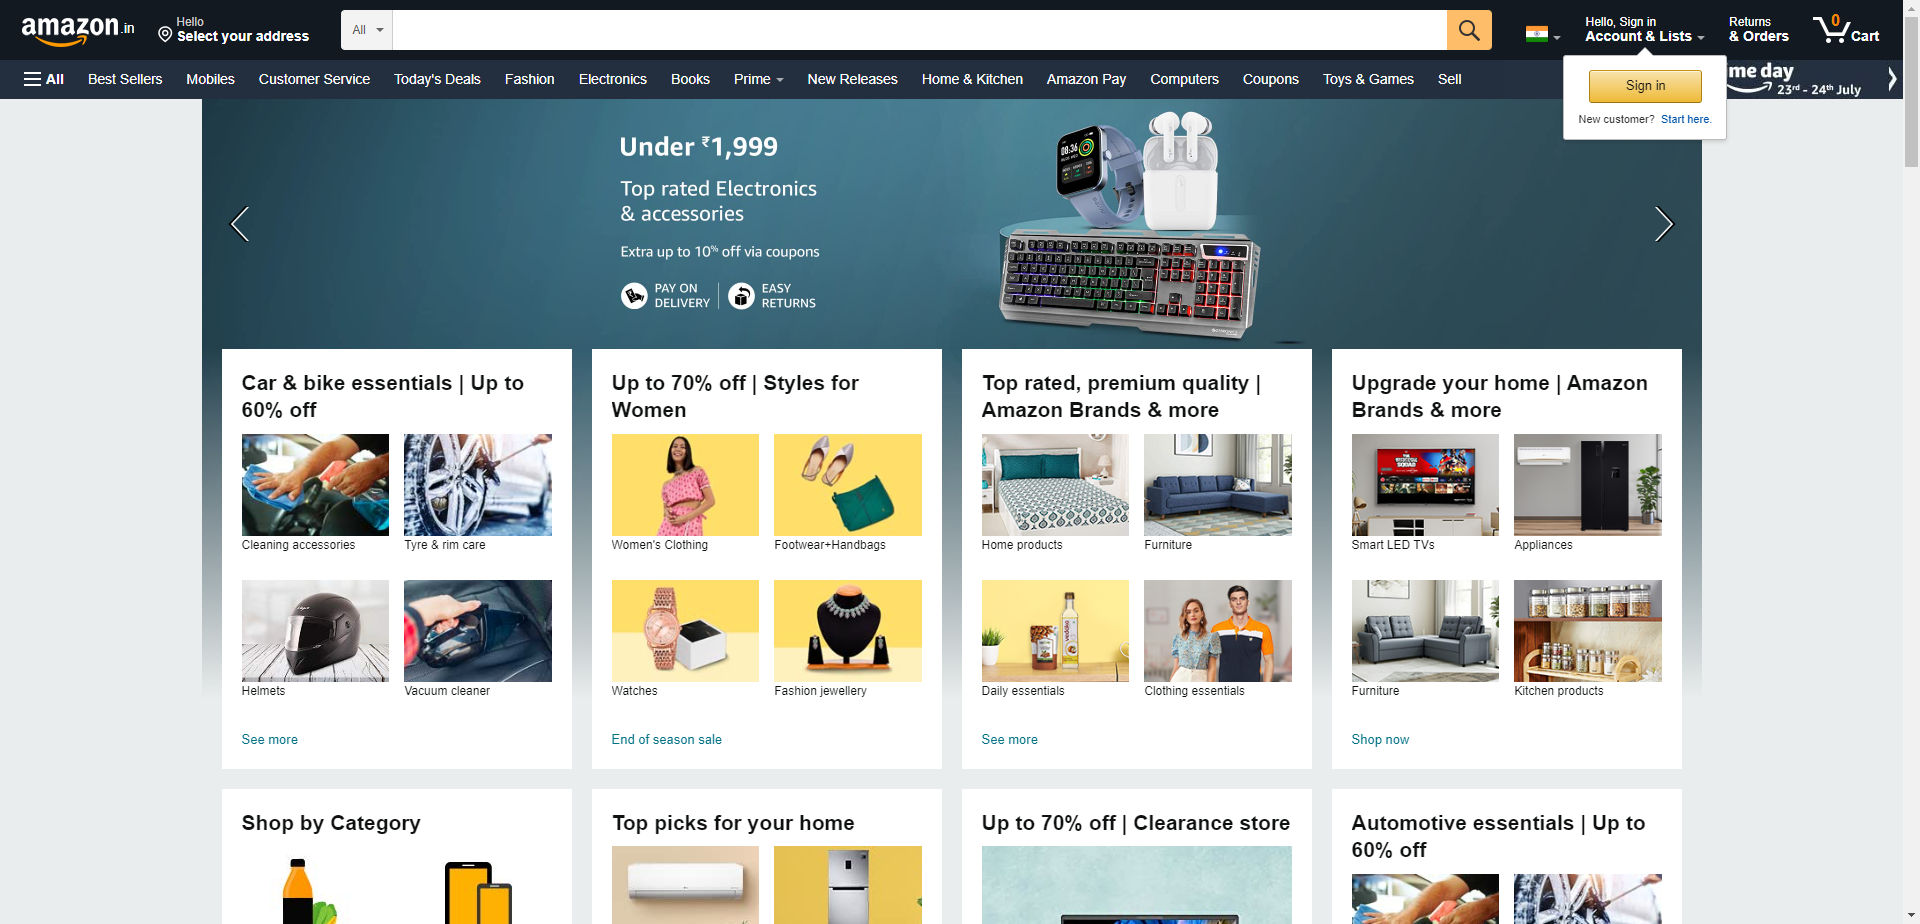 amazon.in
Hello
Select your address
All
Hello, Sign in
Account & Lists
Returns
& Orders
0
Cart
All
Best Sellers
Mobiles
Customer Service
Today's Deals
Fashion
Electronics
Books
Prime
New Releases
Home & Kitchen
Amazon Pay
Computers
Coupons
Toys & Games
Sell
me day
23rd - 24th July
Sign in
New customer? Start here.
Under ₹1,999
Top rated Electronics
& accessories
Extra up to 10% off via coupons
PAY ON
DELIVERY
EASY
RETURNS
08:36
Car & bike essentials | Up to
60% off
Cleaning accessories
Tyre & rim care
Helmets
Vacuum cleaner
See more
Up to 70% off | Styles for
Women
Women's Clothing
Footwear+Handbags
Watches
Fashion jewellery
End of season sale
Top rated, premium quality |
Amazon Brands & more
Home products
Furniture
Daily essentials
Clothing essentials
See more
Upgrade your home | Amazon
Brands & more
Smart LED TVs
Appliances
Furniture
Kitchen products
Shop now
Shop by Category
Top picks for your home
Up to 70% off | Clearance store
Automotive essentials | Up to
60% off